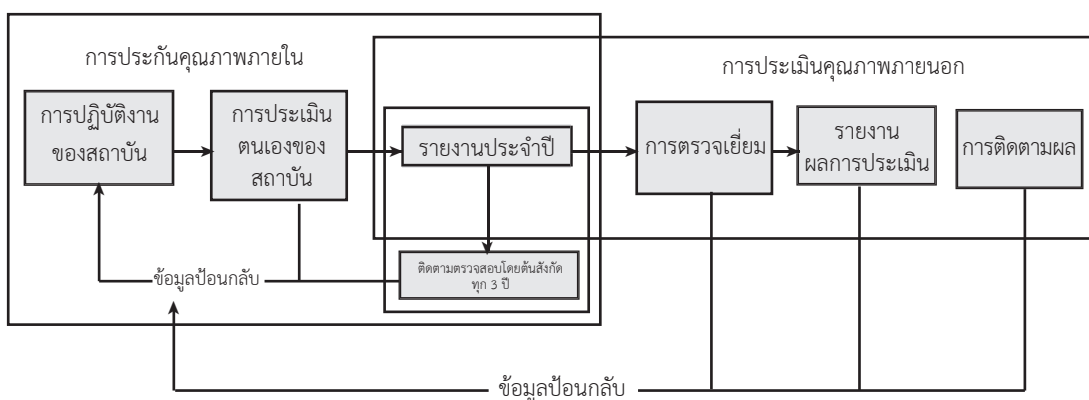 การประกันคุณภาพภายใน
การประเมินคุณภาพภายนอก
การปฏิบัติงาน
ของสถาบัน
การประเมิน
ตนเองของ
สถาบัน
รายงานประจำปี
การตรวจเยี่ยม
รายงาน
ผลการประเมิน
การติดตามผล
ติดตามตรวจสอบโดยต้นสังกัด
ทุก 3 ปี
ข้อมูลป้อนกลับ
ข้อมูลป้อนกลับ